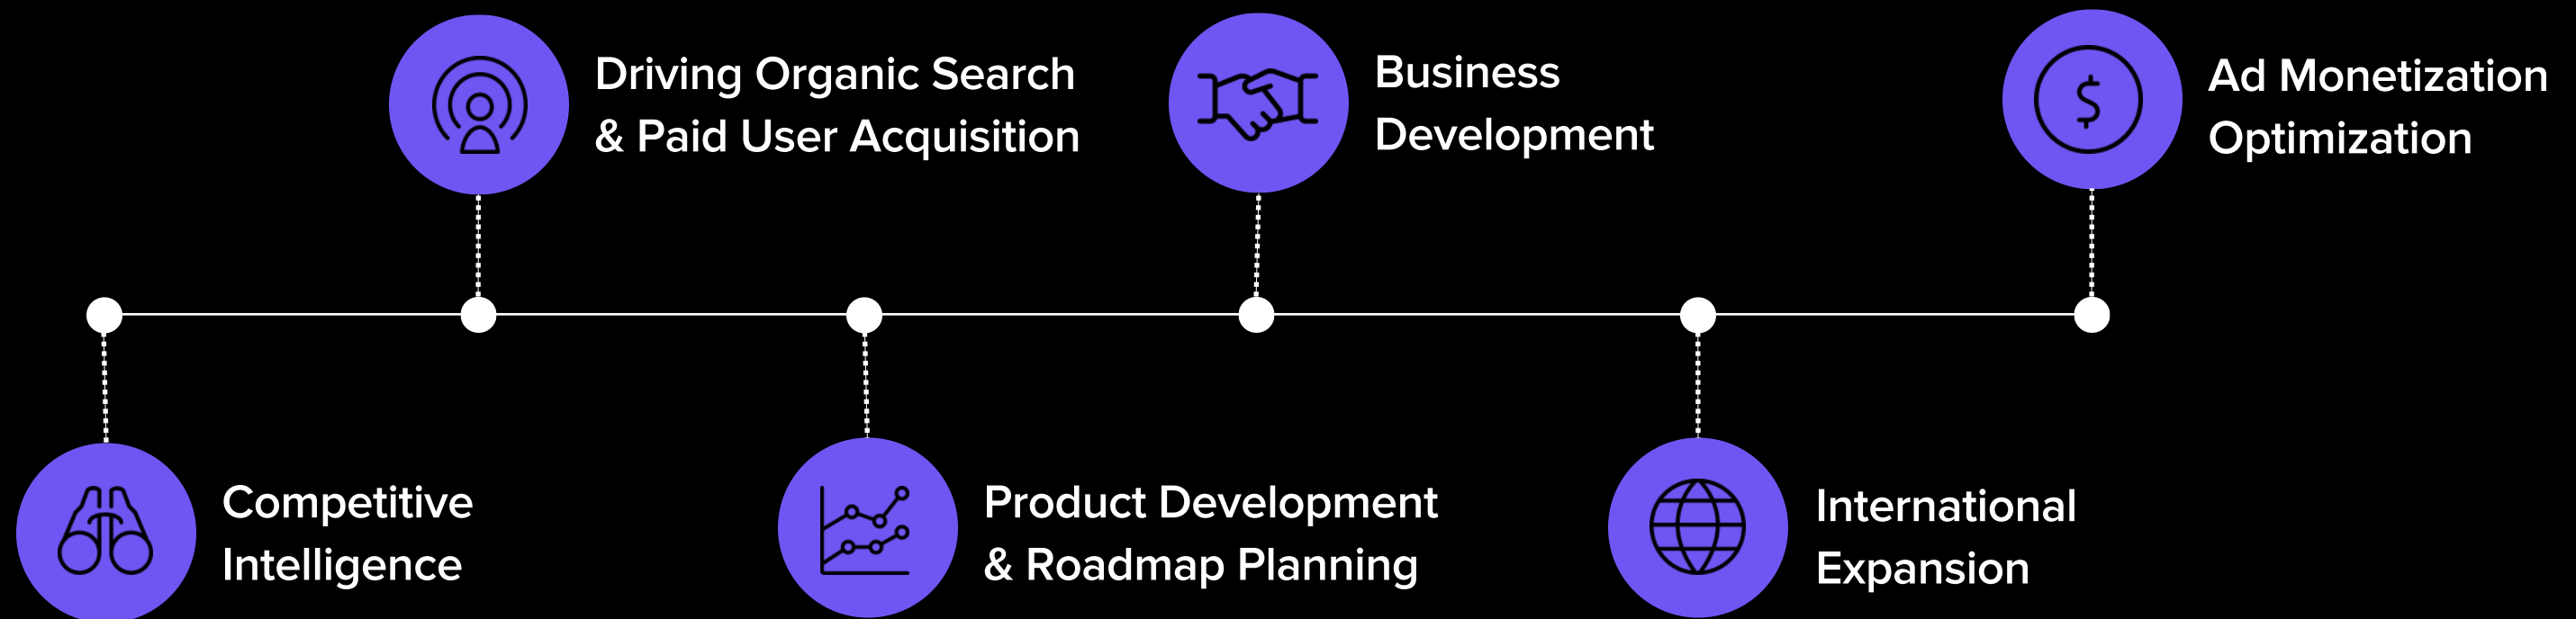 Driving Organic Search
& Paid User Acquisition
Business
Development
Ad Monetization
Optimization
Competitive
Intelligence
Product Development
& Roadmap Planning
International
Expansion